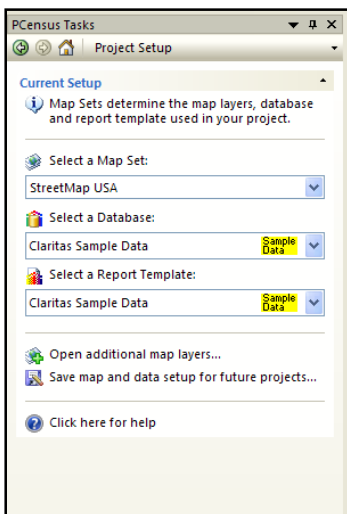 PCensus Tasks
Project Setup
Current Setup
Map Sets determine the map layers, database
and report template used in your project.
Select a Map Set:
StreetMap USA
Select a Database:
Claritas Sample Data Sample Data
Select a Report Template:
Claritas Sample Data Sample Data
Open additional map layers...
Save map and data setup for future projects...
Click here for help